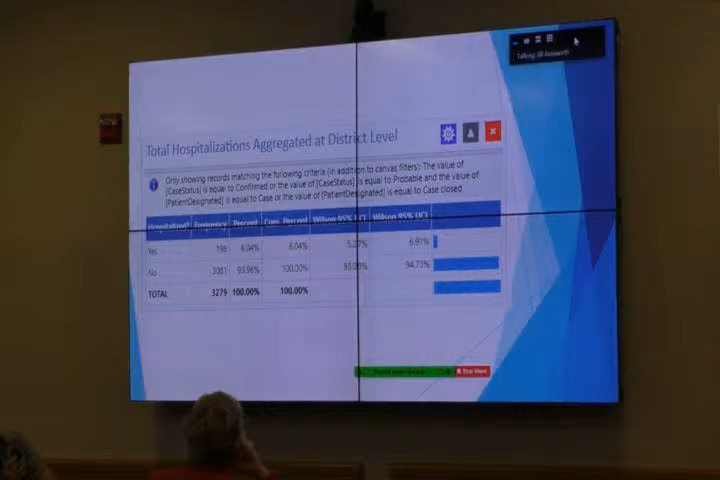 Talking: Jill Ainsworth
Total Hospitalizations Aggregated at District Level
Only showing records matching the following criteria (in addition to canvas filters): The value of
[CaseStatus] is equal to Confirmed or the value of [CaseStatus] is equal to Probable and the value of
[PatientDesignated] is equal to Case or the value of [PatientDesignated] is equal to Case closed
Hospitalized? Frequency Percent Cum. Percent Wilson 95% LCL Wilson 95% UCL
Yes 198 6.04% 6.04% 5.27% 6.91%
No 3081 93.96% 100.00% 93.09% 94.73%
TOTAL 3279 100.00% 100.00%
Stop Share